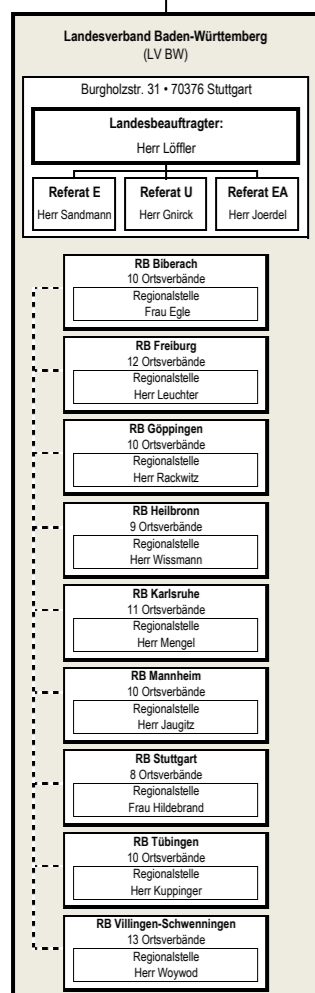 Landesverband Baden-Württemberg
(LV BW)
Burgholzstr. 31 • 70376 Stuttgart
Landesbeauftragter:
Herr Löffler
Referat E
Herr Sandmann
Referat U
Herr Gnirck
Referat EA
Herr Joerdel
RB Biberach
10 Ortsverbände
Regionalstelle
Frau Egle
RB Freiburg
12 Ortsverbände
Regionalstelle
Herr Leuchter
RB Göppingen
10 Ortsverbände
Regionalstelle
Herr Rackwitz
RB Heilbronn
9 Ortsverbände
Regionalstelle
Herr Wissmann
RB Karlsruhe
11 Ortsverbände
Regionalstelle
Herr Mengel
RB Mannheim
10 Ortsverbände
Regionalstelle
Herr Jaugitz
RB Stuttgart
8 Ortsverbände
Regionalstelle
Frau Hildebrand
RB Tübingen
10 Ortsverbände
Regionalstelle
Herr Kuppinger
RB Villingen-Schwenningen
13 Ortsverbände
Regionalstelle
Herr Woywod